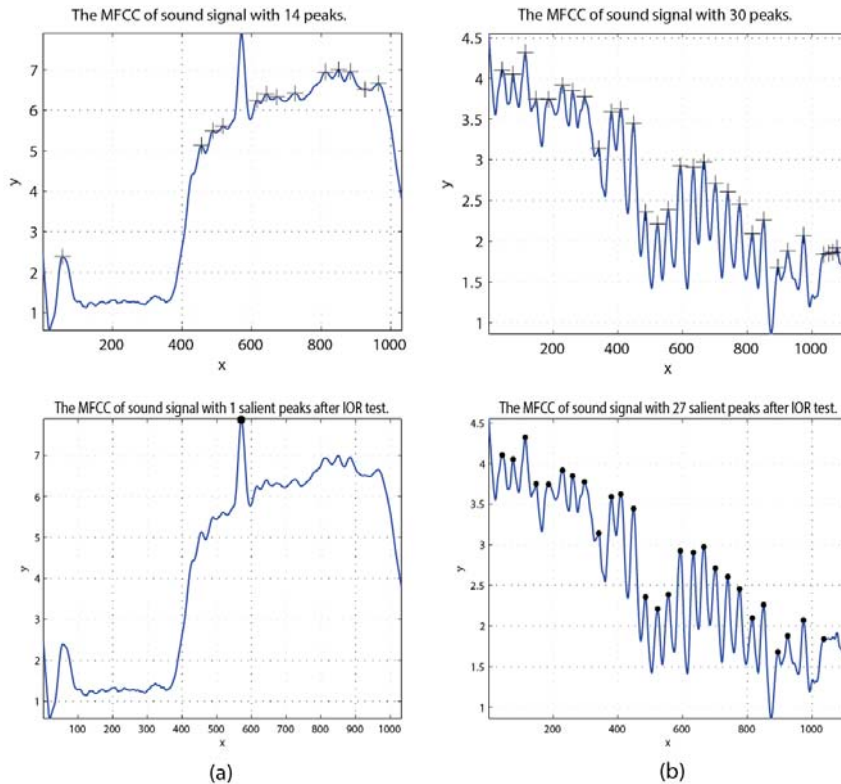 The MFCC of sound signal with 14 peaks.
7
6
5
4
3
2
1
y
200 400 600 800 1000
x
The MFCC of sound signal with 30 peaks.
4.5
4
3.5
3
2.5
2
1.5
1
y
200 400 600 800 1000
x
The MFCC of sound signal with 1 salient peaks after IOR test.
7
6
5
4
3
2
1
y
100 200 300 400 500 600 700 800 900 1000
x
(a)
The MFCC of sound signal with 27 salient peaks after IOR test.
4.5
4
3.5
3
2.5
2
1.5
1
y
200 400 600 800 1000
x
(b)